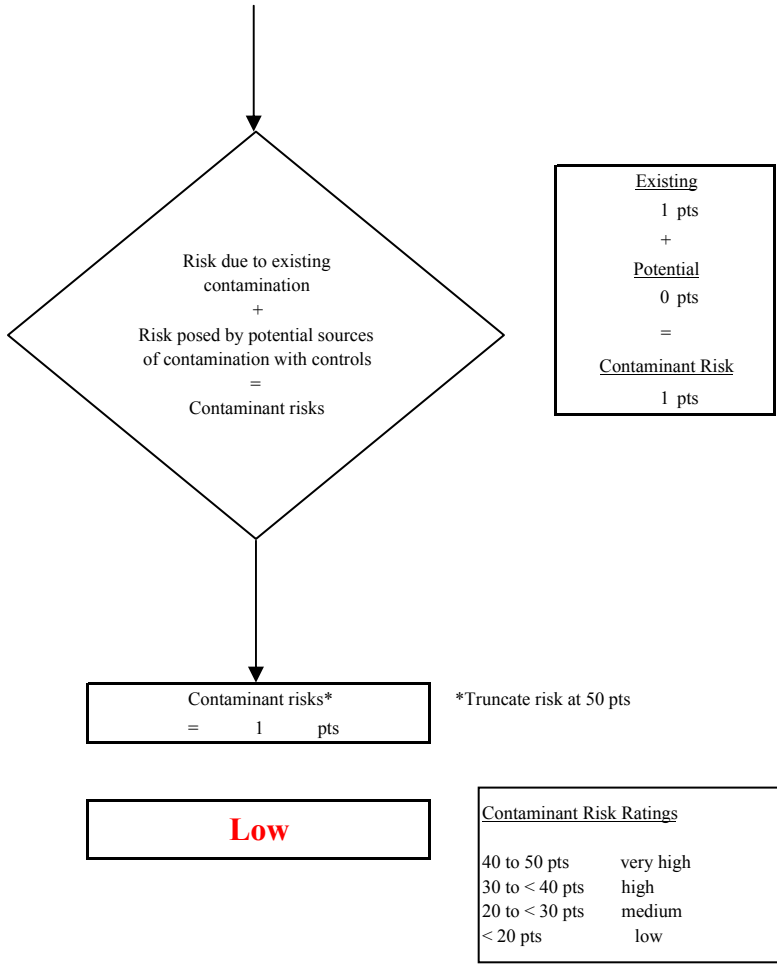 Risk due to existing
contamination
+
Risk posed by potential sources
of contamination with controls
=
Contaminant risks
Existing
1 pts
+
Potential
0 pts
=
Contaminant Risk
1 pts
Contaminant risks*
= 1 pts
*Truncate risk at 50 pts
Low
Contaminant Risk Ratings
40 to 50 pts very high
30 to < 40 pts high
20 to < 30 pts medium
< 20 pts low